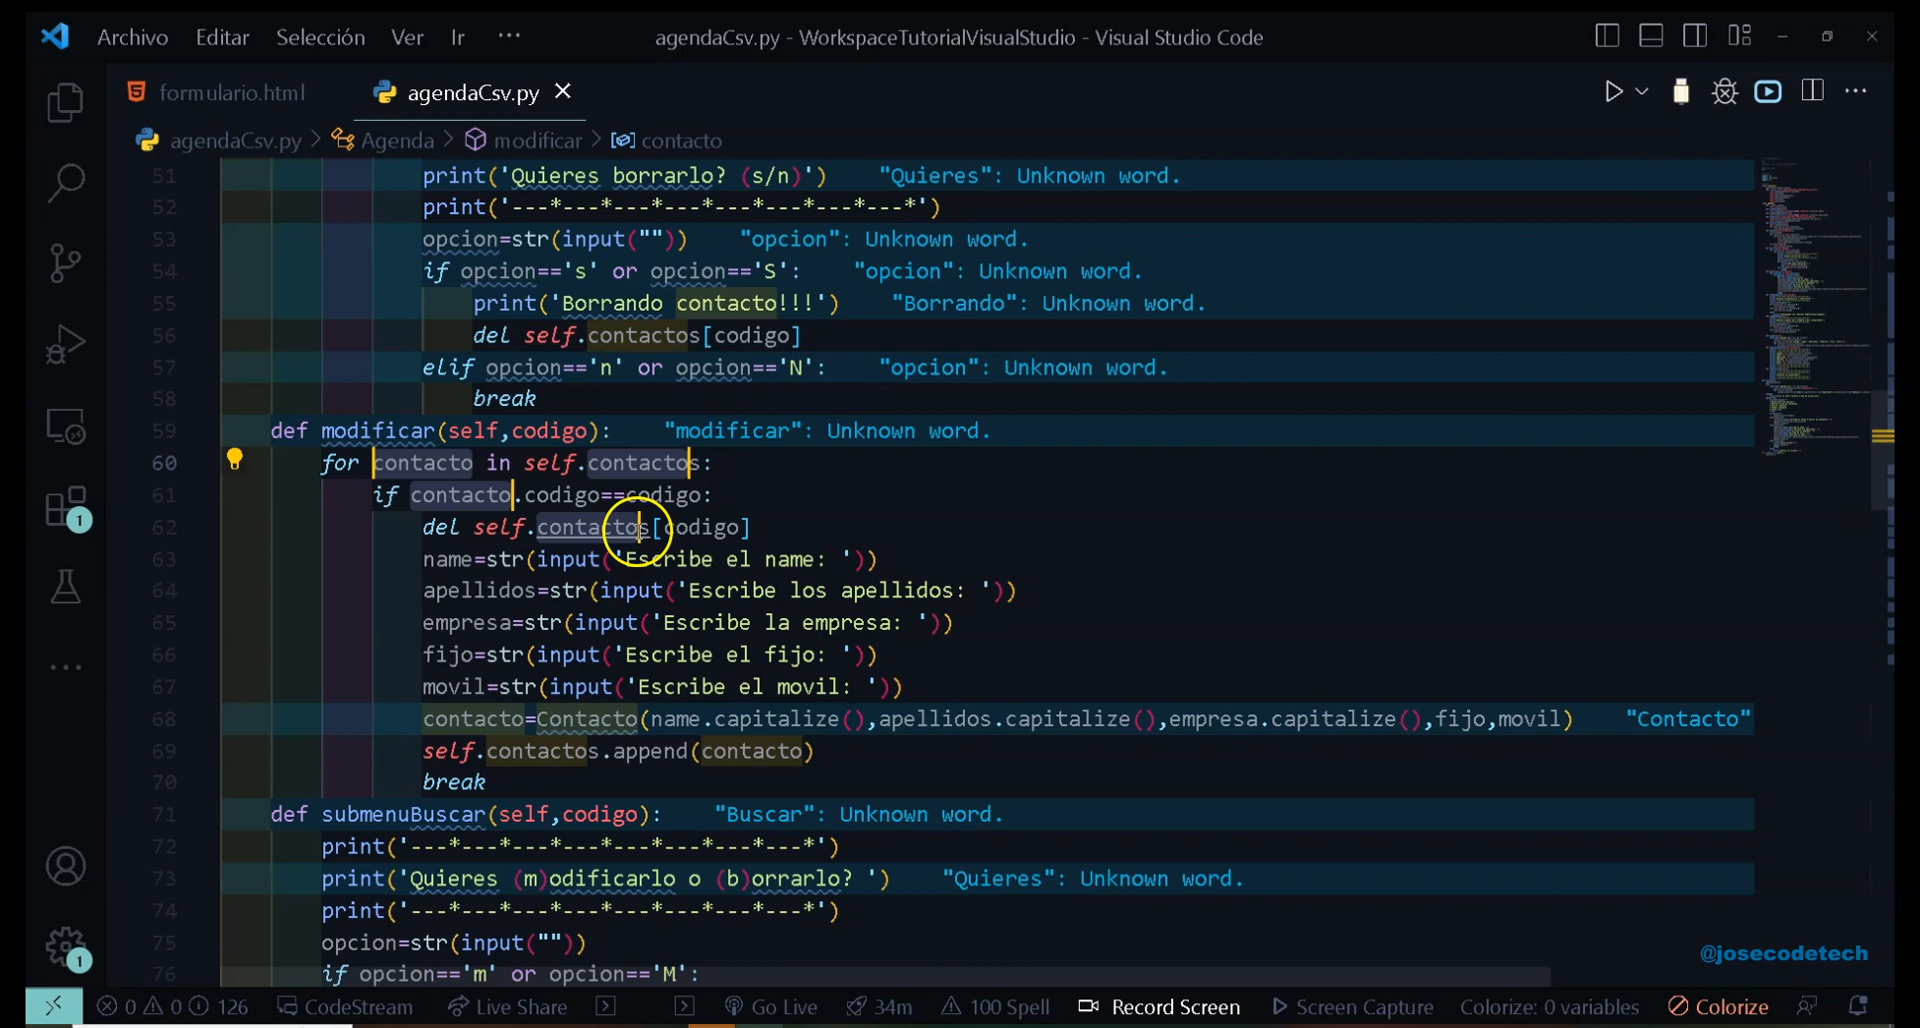 Archivo Editar Selección Ver Ir ··· agendaCsv.py - WorkspaceTutorialVisualStudio - Visual Studio Code
formulario.html agendaCsv.py
agendaCsv.py > Agenda > modificar > contacto
51 print('Quieres borrarlo? (s/n)') "Quieres": Unknown word.
52 print('---*---*---*---*---*---*---*---*')
53 opcion=str(input("")) "opcion": Unknown word.
54 if opcion=='s' or opcion=='S': "opcion": Unknown word.
55 print('Borrando contacto!!!') "Borrando": Unknown word.
56 del self.contactos[codigo]
57 elif opcion=='n' or opcion=='N': "opcion": Unknown word.
58 break
59 def modificar(self,codigo): "modificar": Unknown word.
60 for contacto in self.contactos:
61 if contacto.codigo==codigo:
62 del self.contactos[codigo]
63 name=str(input('Escribe el name: '))
64 apellidos=str(input('Escribe los apellidos: '))
65 empresa=str(input('Escribe la empresa: '))
66 fijo=str(input('Escribe el fijo: '))
67 movil=str(input('Escribe el movil: '))
68 contacto=Contacto(name.capitalize(),apellidos.capitalize(),empresa.capitalize(),fijo,movil) "Contacto"
69 self.contactos.append(contacto)
70 break
71 def submenuBuscar(self,codigo): "Buscar": Unknown word.
72 print('---*---*---*---*---*---*---*---*')
73 print('Quieres (m)odificarlo o (b)orrarlo? ') "Quieres": Unknown word.
74 print('---*---*---*---*---*---*---*---*')
75 opcion=str(input(""))
76 if opcion=='m' or opcion=='M':
1
1
@josecodetech
0 0 126 CodeStream Live Share Go Live 34m 100 Spell Record Screen Screen Capture Colorize: 0 variables Colorize